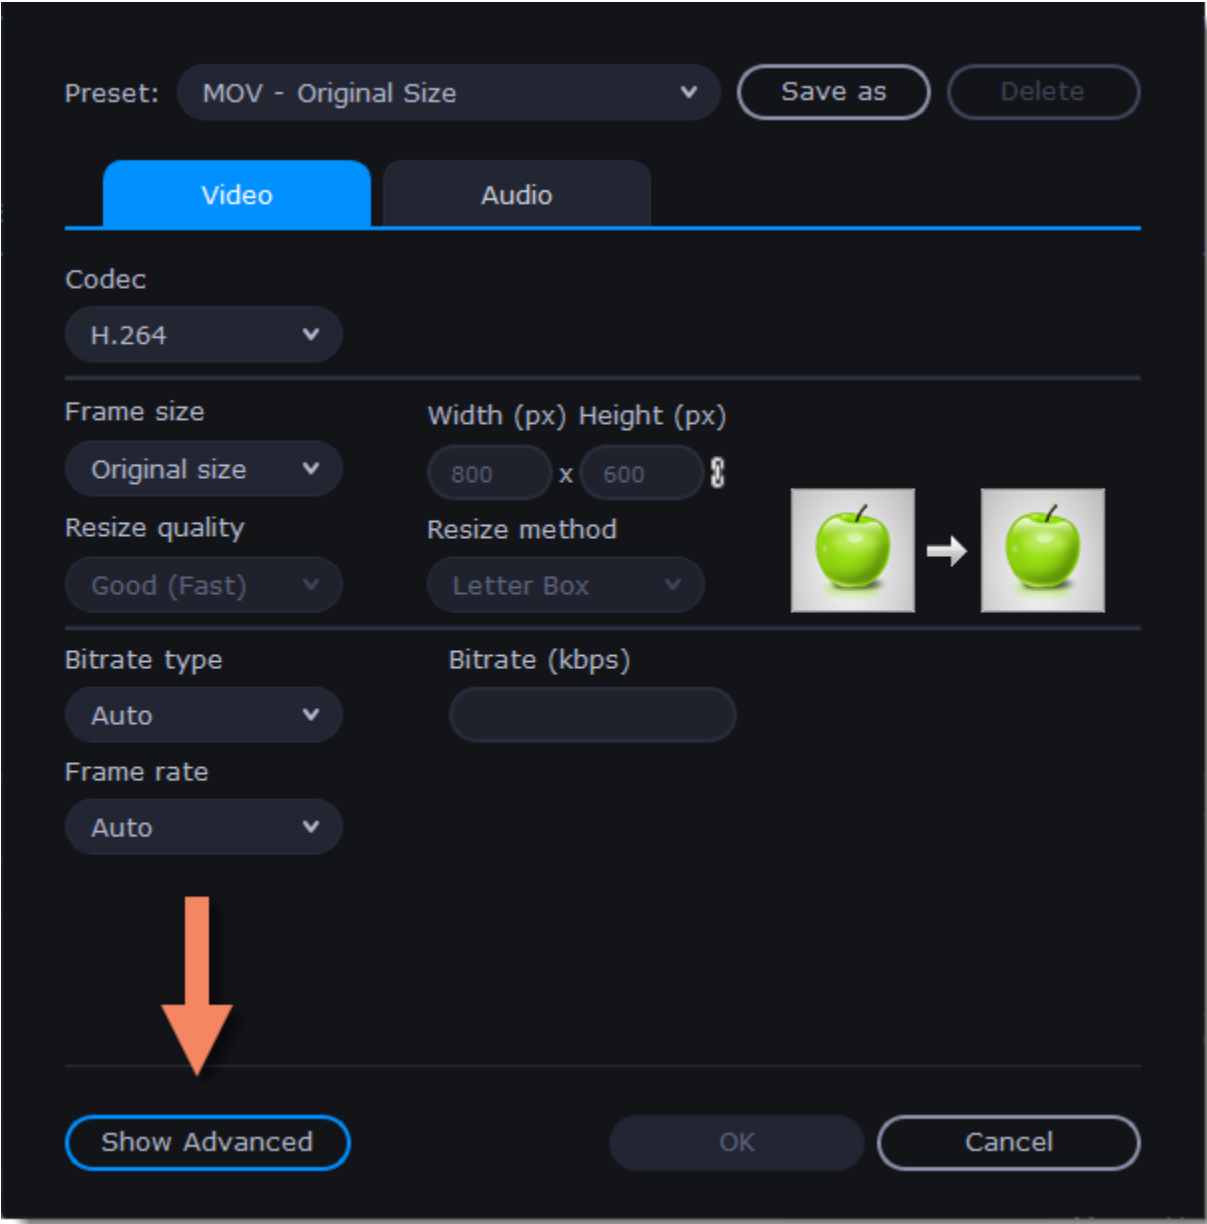 Preset: MOV - Original Size Save as Delete
Video Audio
Codec
H.264
Frame size Width (px) Height (px)
Original size 800 x 600
Resize quality Resize method
Good (Fast) Letter Box
Bitrate type Bitrate (kbps)
Auto
Frame rate
Auto
Show Advanced OK Cancel